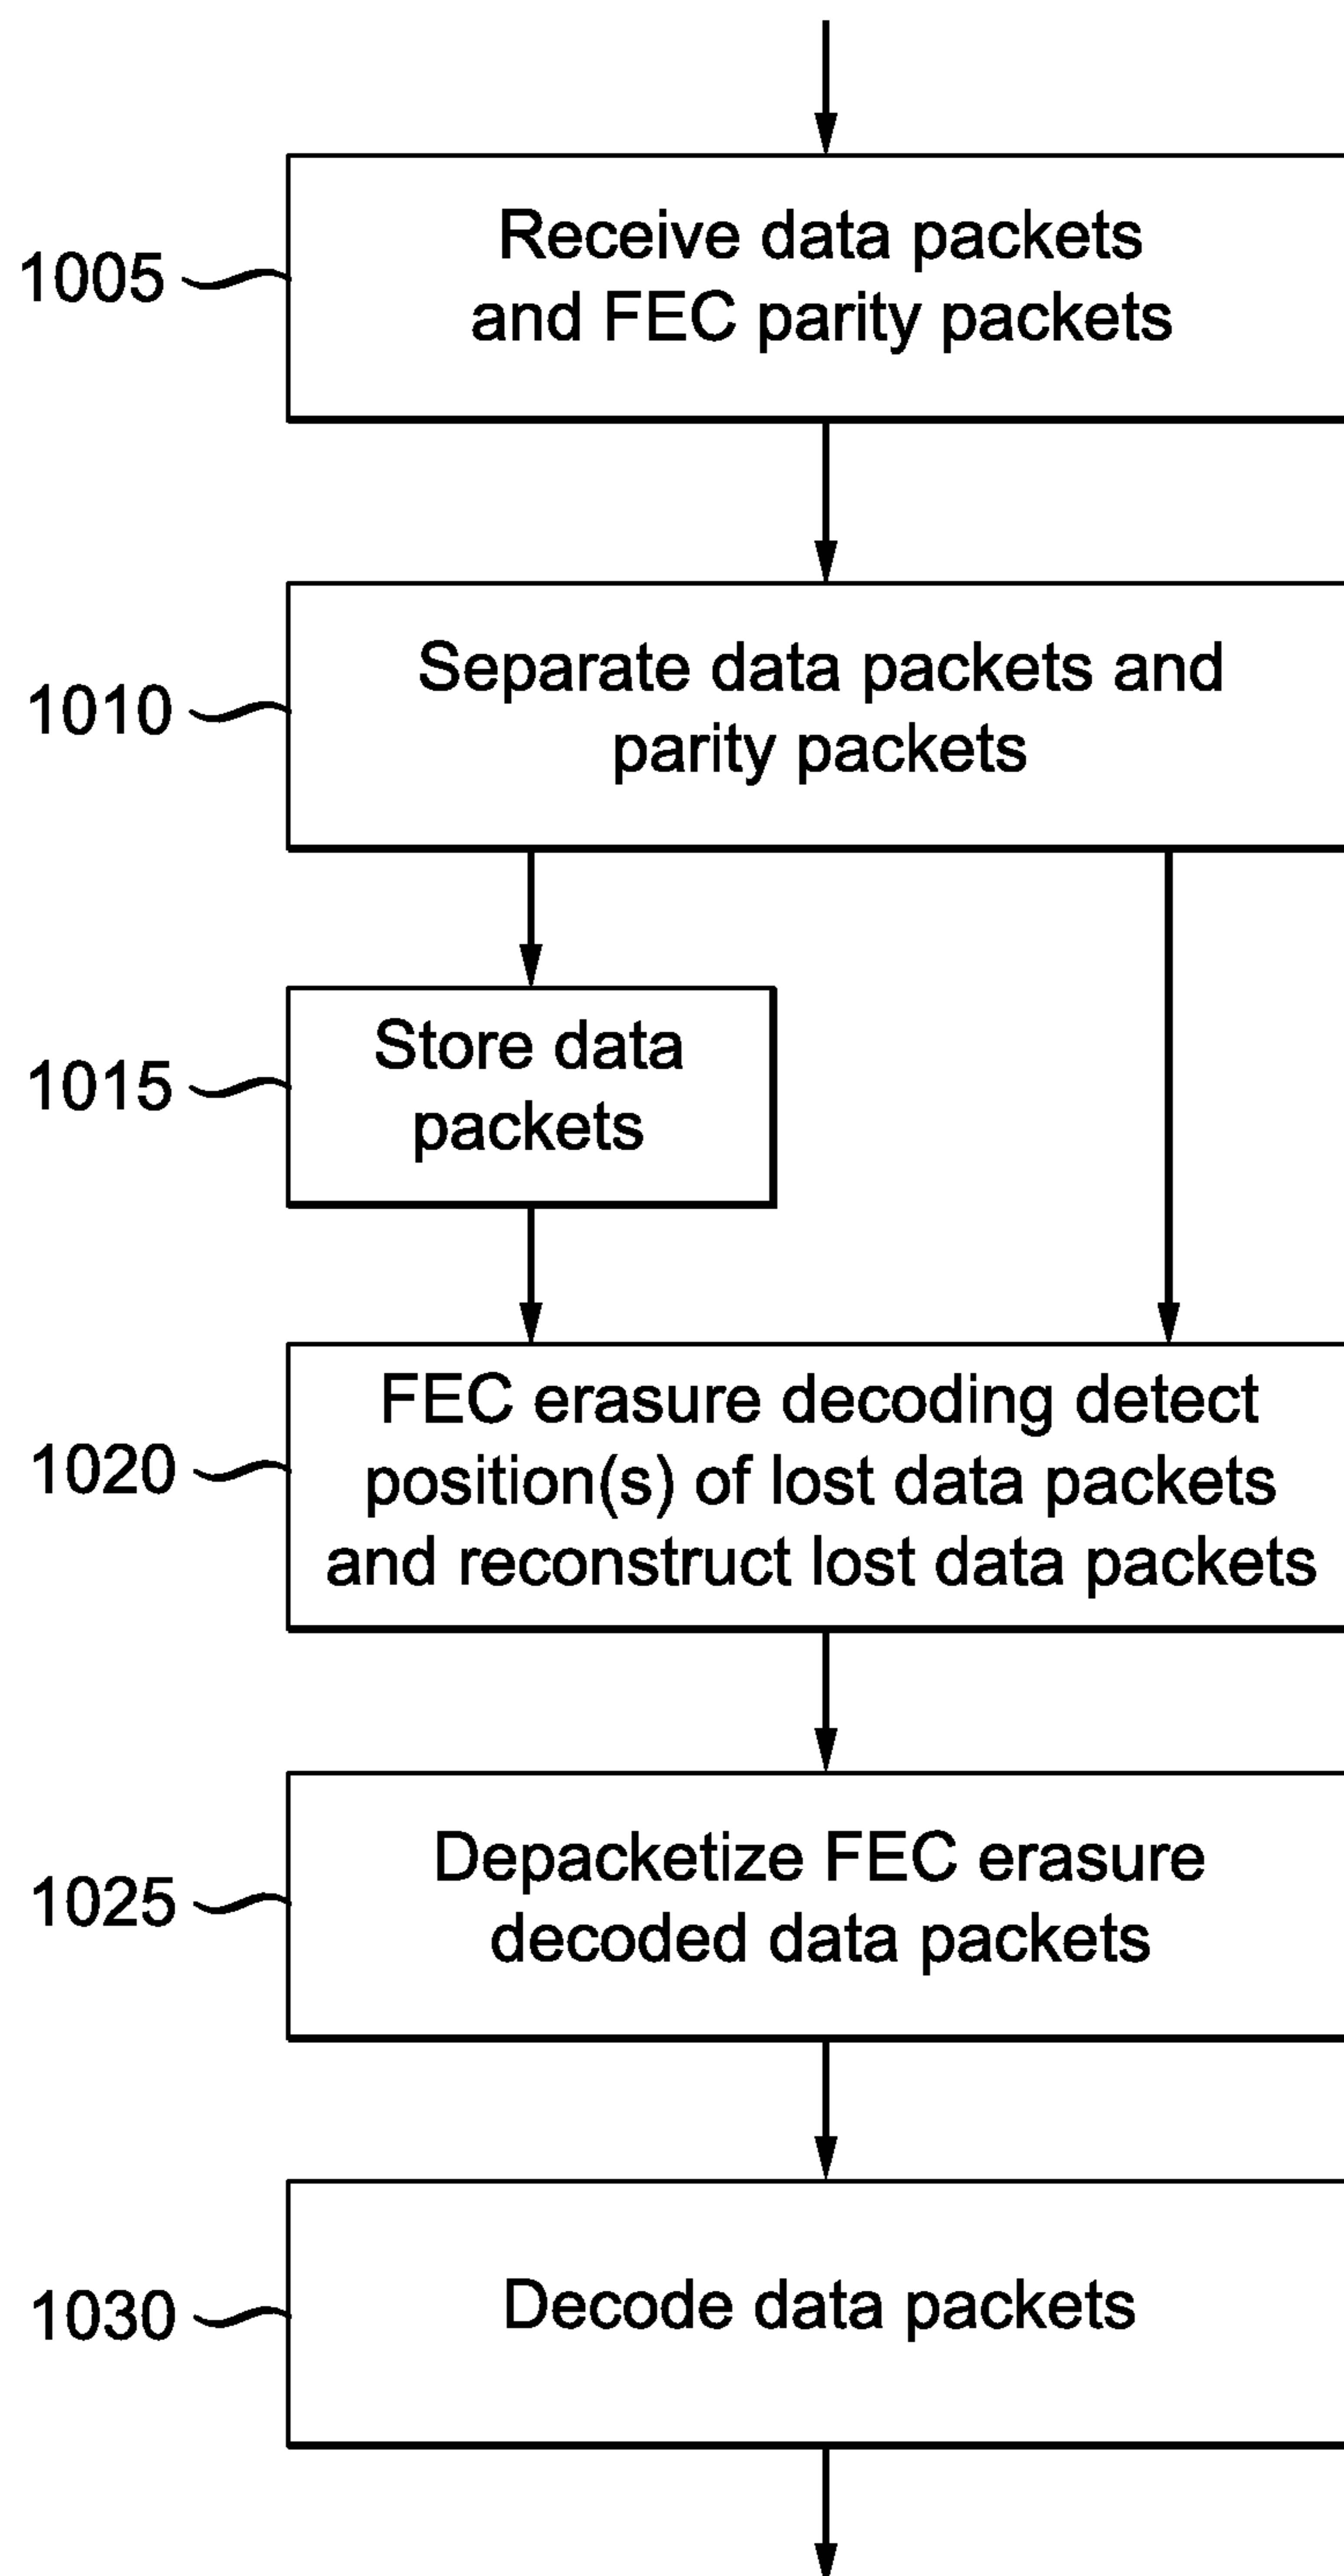 1005
Receive data packets
and FEC parity packets
1010
Separate data packets and
parity packets
1015
Store data
packets
1020
FEC erasure decoding detect
position(s) of lost data packets
and reconstruct lost data packets
1025
Depacketize FEC erasure
decoded data packets
1030
Decode data packets